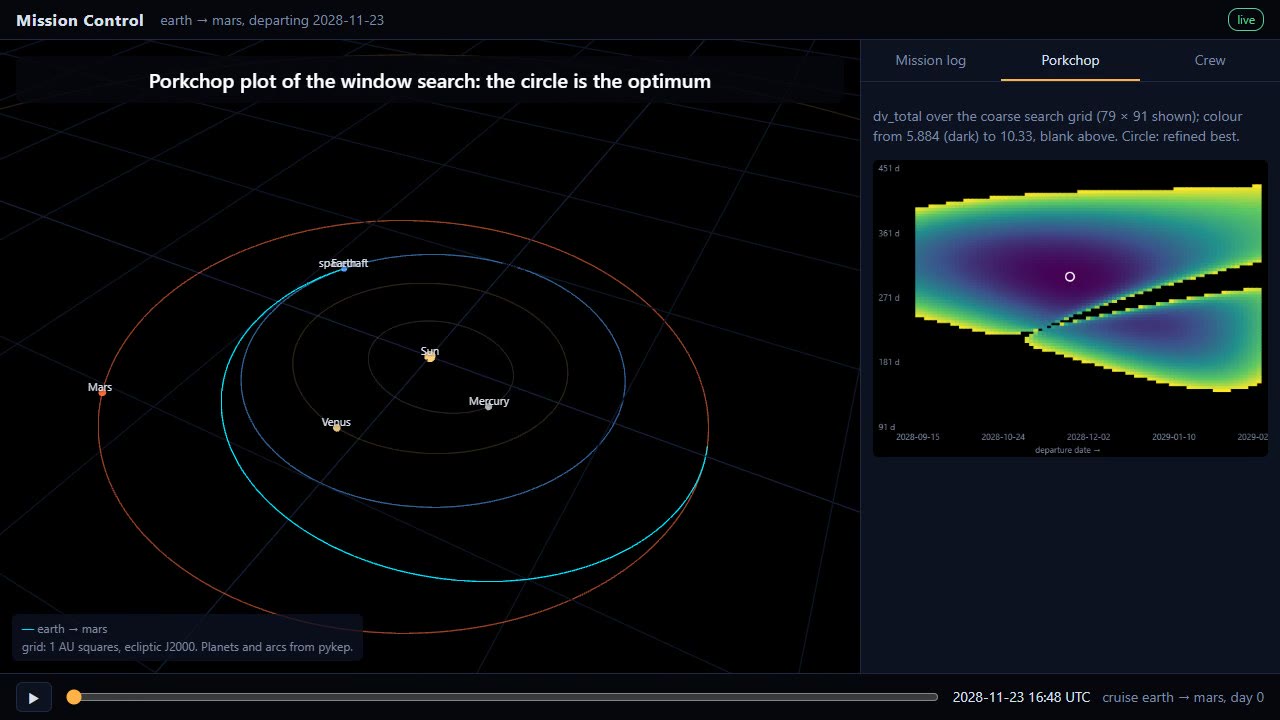 Mission Control
earth → mars, departing 2028-11-23
live
Porkchop plot of the window search: the circle is the optimum
Mission log
Porkchop
Crew
dv_total over the coarse search grid (79 × 91 shown); colour
from 5.884 (dark) to 10.33, blank above. Circle: refined best.
451 d
361 d
271 d
181 d
91 d
2028-09-15
2028-10-24
2028-12-02
2029-01-10
2029-02
departure date →
Sun
Mars
Mercury
Venus
— earth → mars
grid: 1 AU squares, ecliptic J2000. Planets and arcs from pykep.
2028-11-23 16:48 UTC
cruise earth → mars, day 0